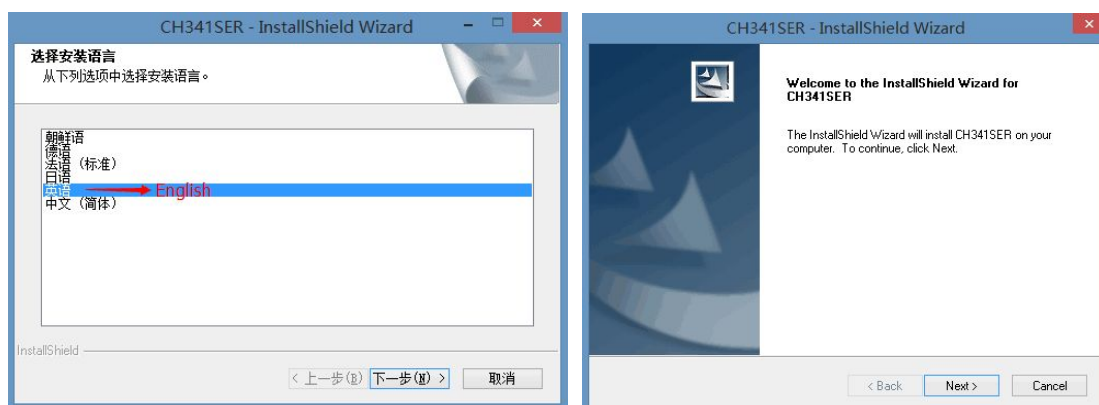 CH341SER - InstallShield Wizard
选择安装语言
从下列选项中选择安装语言。
朝鲜语
德语
法语 (标准)
日语
英语 English
中文 (简体)
InstallShield
< 上一步(B) 下一步(N) > 取消
CH341SER - InstallShield Wizard
Welcome to the InstallShield Wizard for
CH341SER
The InstallShield Wizard will install CH341SER on your
computer. To continue, click Next.
< Back Next > Cancel